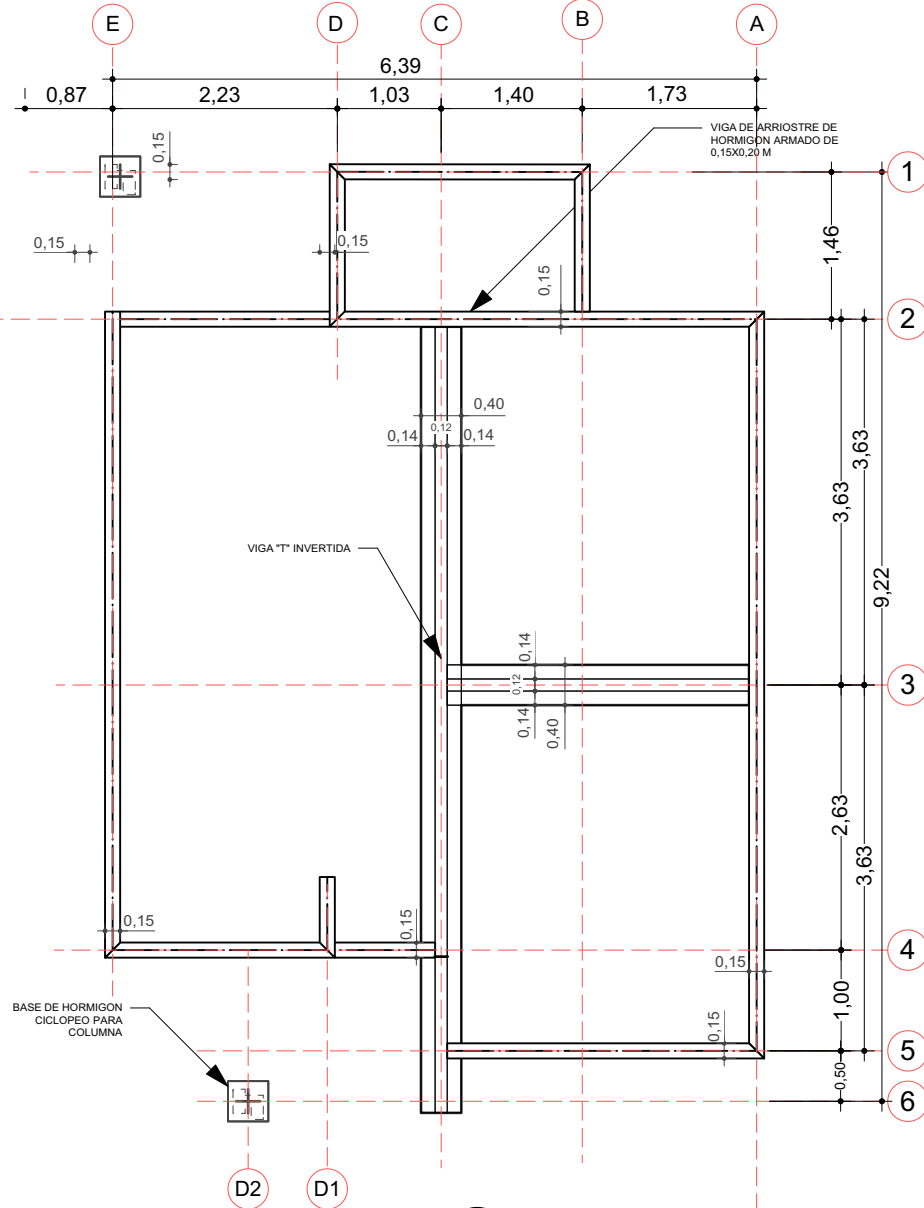 E
D
C
B
A
6,39
0,87
2,23
1,03
1,40
1,73
VIGA DE ARRIOSTRE DE
HORMIGON ARMADO DE
0,15X0,20 M
0,15
1
1,46
0,15
0,15
0,15
2
0,40
0,14
0,12
0,14
3,63
3,63
VIGA "T" INVERTIDA
9,22
0,14
0,12
0,14
0,40
3
2,63
3,63
0,15
0,15
4
0,15
1,00
BASE DE HORMIGON
CICLOPEO PARA
COLUMNA
0,15
5
0,50
6
D2
D1